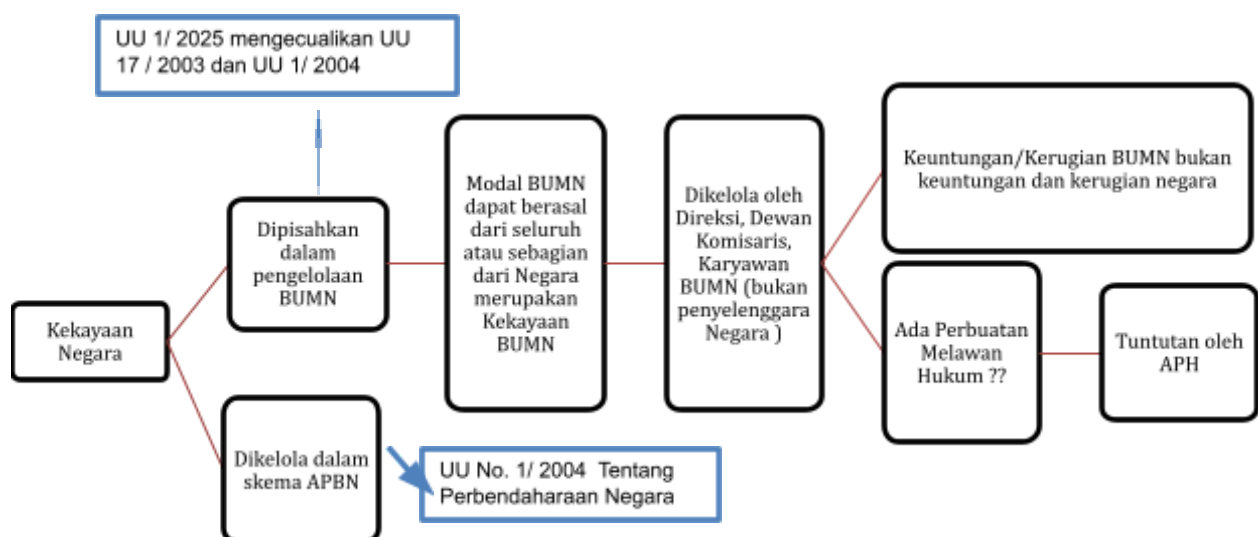 UU 1/ 2025 mengecualikan UU
17 / 2003 dan UU 1/ 2004
Kekayaan
Negara
Dipisahkan
dalam
pengelolaan
BUMN
Dikelola dalam
skema APBN
UU No. 1/ 2004 Tentang
Perbendaharaan Negara
Modal BUMN
dapat berasal
dari seluruh
atau sebagian
dari Negara
merupakan
Kekayaan
BUMN
Dikelola oleh
Direksi, Dewan
Komisaris,
Karyawan
BUMN (bukan
penyelenggara
Negara )
Keuntungan/Kerugian BUMN bukan
keuntungan dan kerugian negara
Ada Perbuatan
Melawan
Hukum ??
Tuntutan oleh
APH